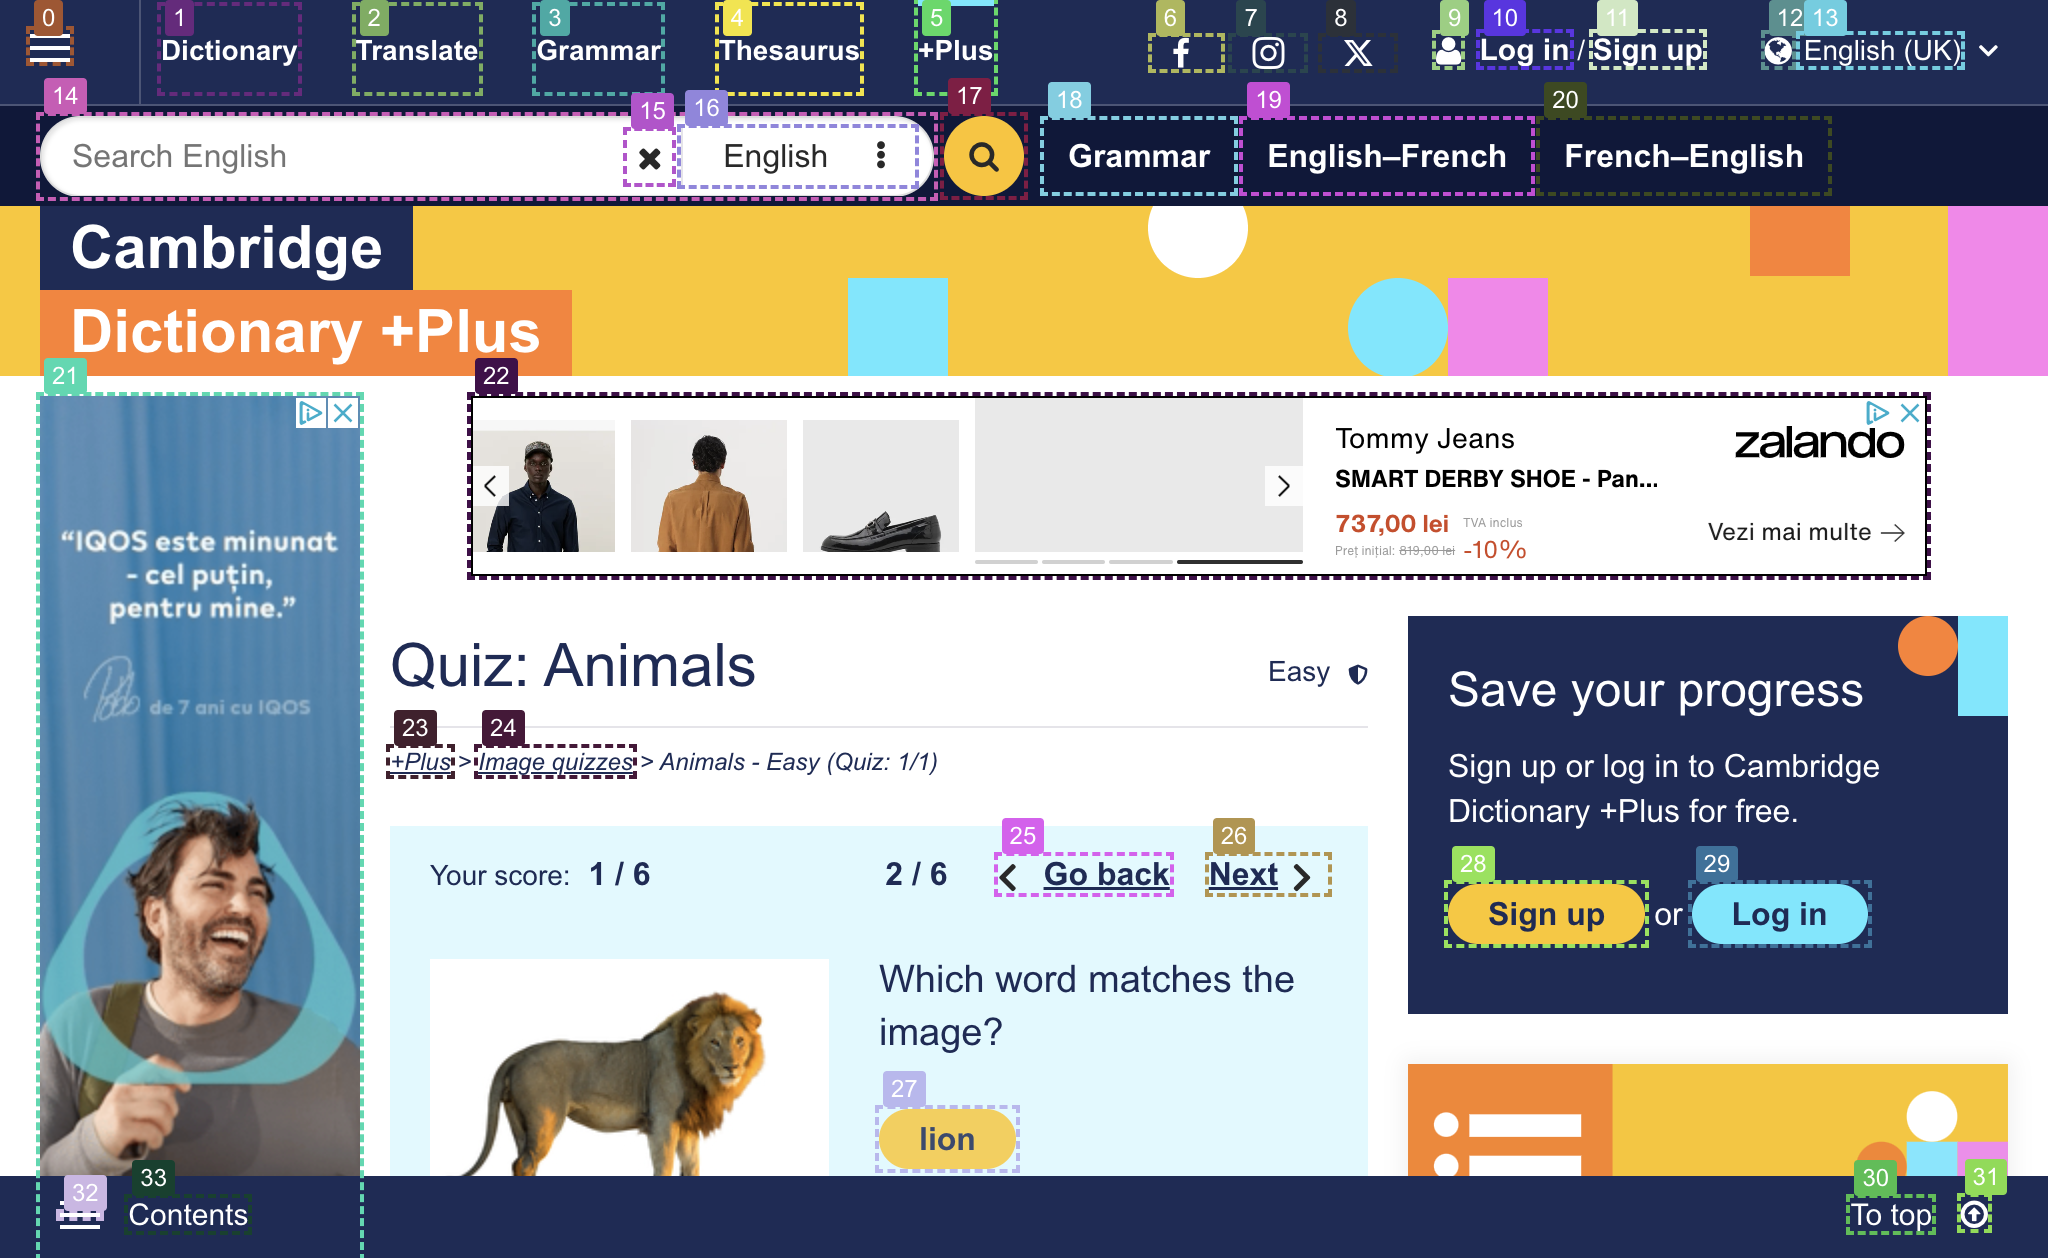 0
1
2
3
4
5
6
7
8
9
10
11
12
13
Dictionary
Translate
Grammar
Thesaurus
+Plus
Log in / Sign up
English (UK)
14
15
16
17
18
19
20
Search English
English
Grammar
English–French
French–English
Cambridge
Dictionary +Plus
21
22
“IQOS este minunat
- cel puțin,
pentru mine.”
de 7 ani cu IQOS
Tommy Jeans
zalando
SMART DERBY SHOE - Pan...
737,00 lei TVA inclus
Preț inițial: 819,00 lei -10%
Vezi mai multe
Quiz: Animals
Easy
23
24
+Plus > Image quizzes > Animals - Easy (Quiz: 1/1)
25
26
Your score: 1 / 6
2 / 6
Go back
Next
Which word matches the
image?
27
lion
Save your progress
Sign up or log in to Cambridge
Dictionary +Plus for free.
28
29
Sign up or Log in
32
33
Contents
30
31
To top